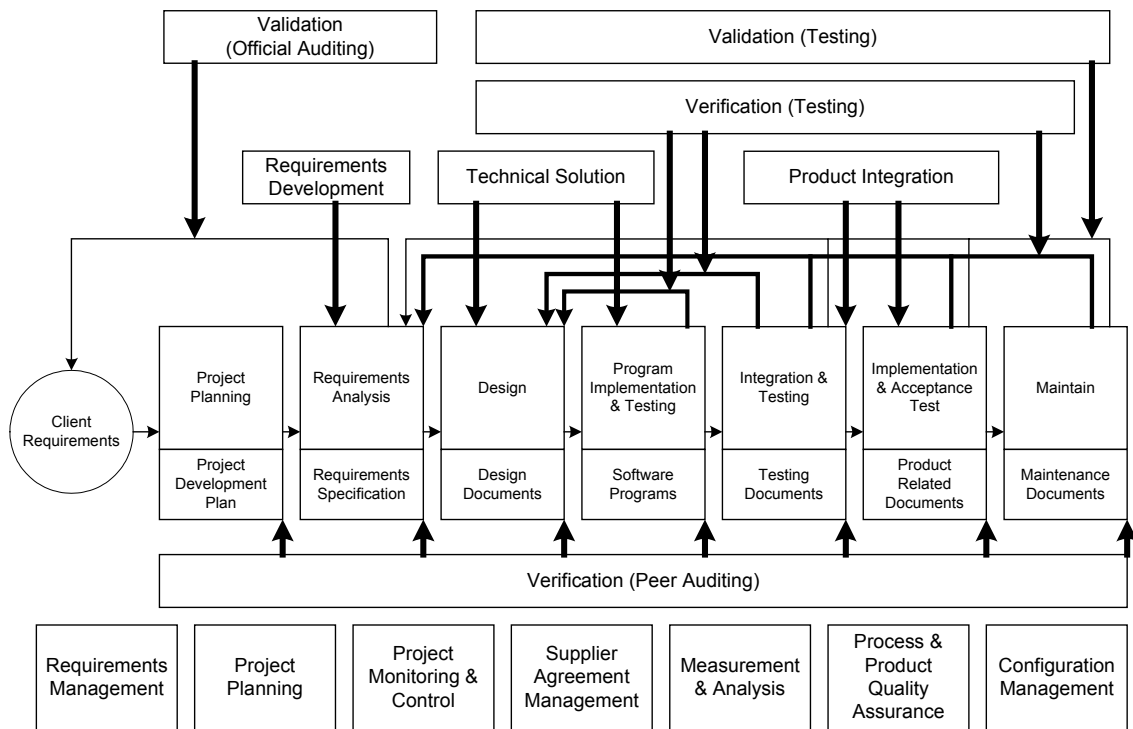 Validation
(Official Auditing)
Validation (Testing)
Verification (Testing)
Requirements
Development
Technical Solution
Product Integration
Client
Requirements
Project
Planning
Requirements
Analysis
Design
Program
Implementation
& Testing
Integration &
Testing
Implementation
& Acceptance
Test
Maintain
Project
Development
Plan
Requirements
Specification
Design
Documents
Software
Programs
Testing
Documents
Product
Related
Documents
Maintenance
Documents
Verification (Peer Auditing)
Requirements
Management
Project
Planning
Project
Monitoring &
Control
Supplier
Agreement
Management
Measurement
& Analysis
Process &
Product
Quality
Assurance
Configuration
Management